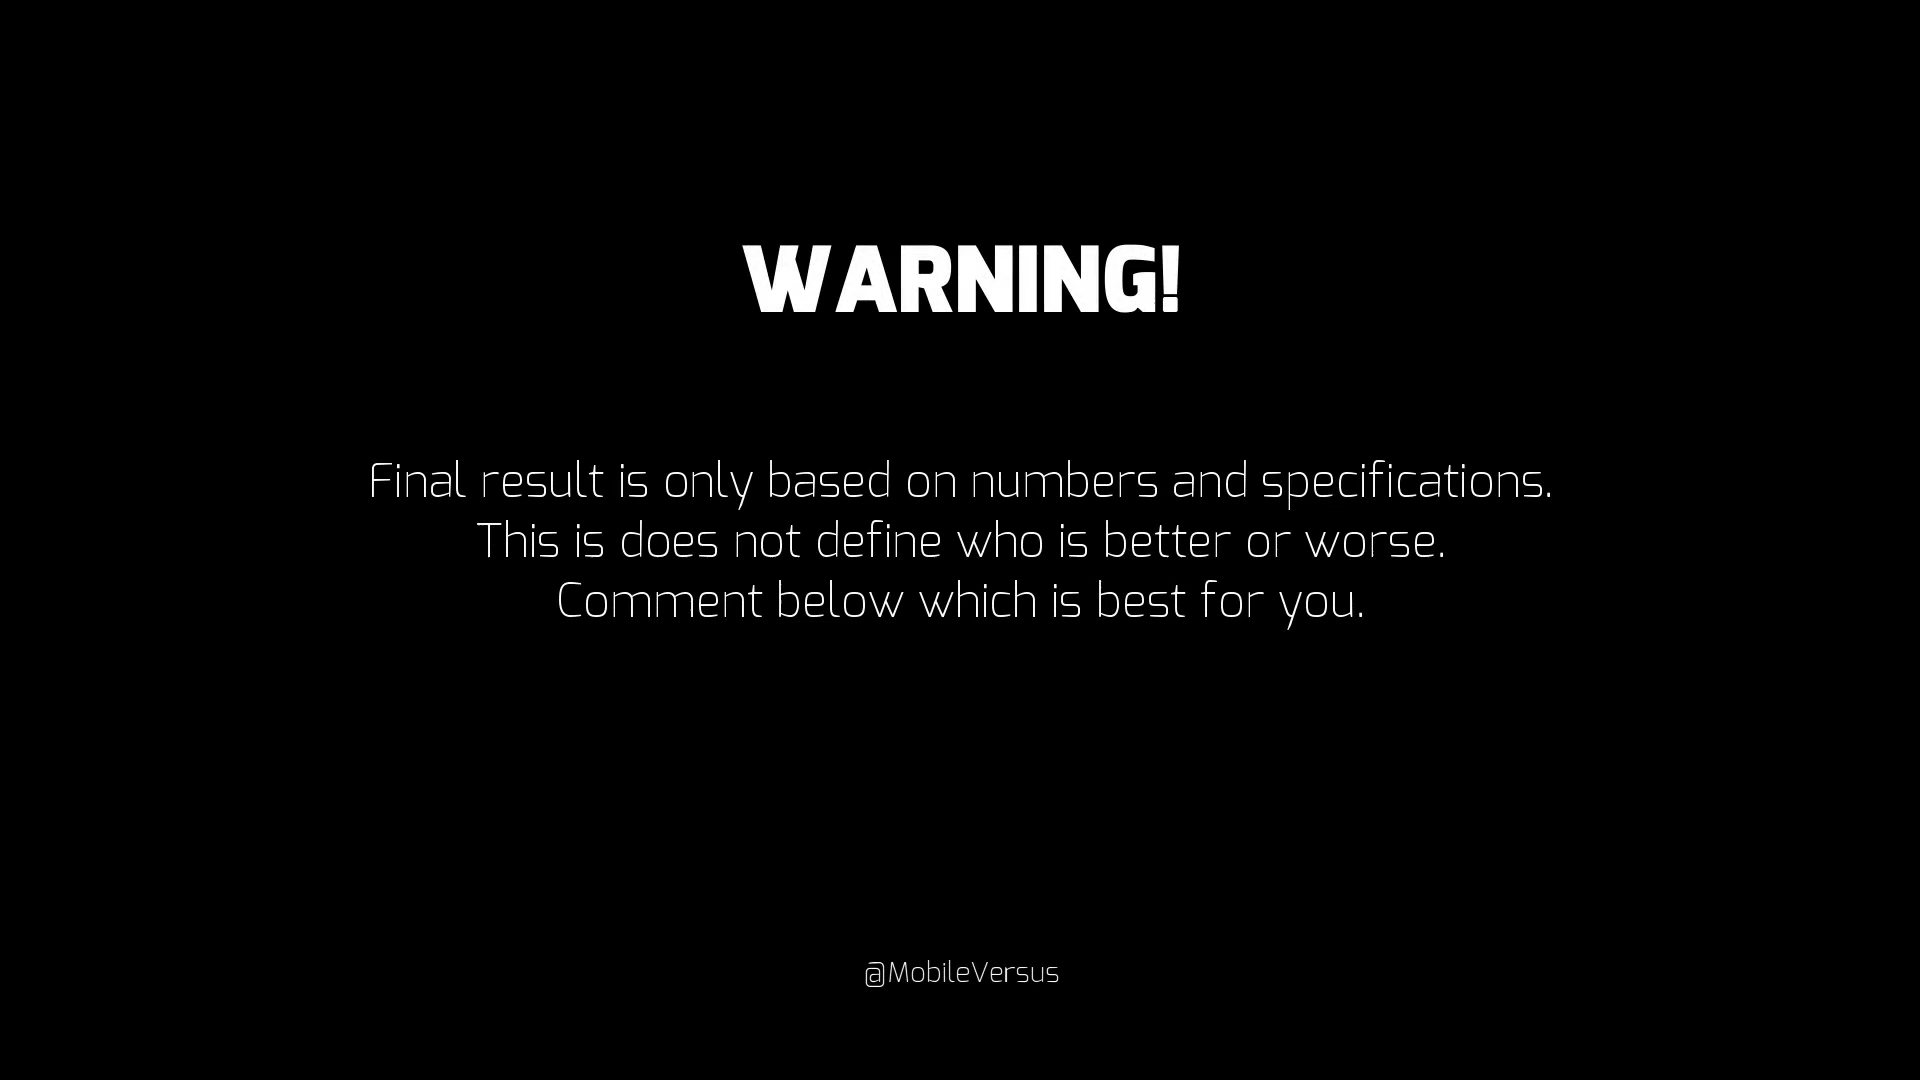 WARNING!
Final result is only based on numbers and specifications.
This is does not define who is better or worse.
Comment below which is best for you.
@MobileVersus